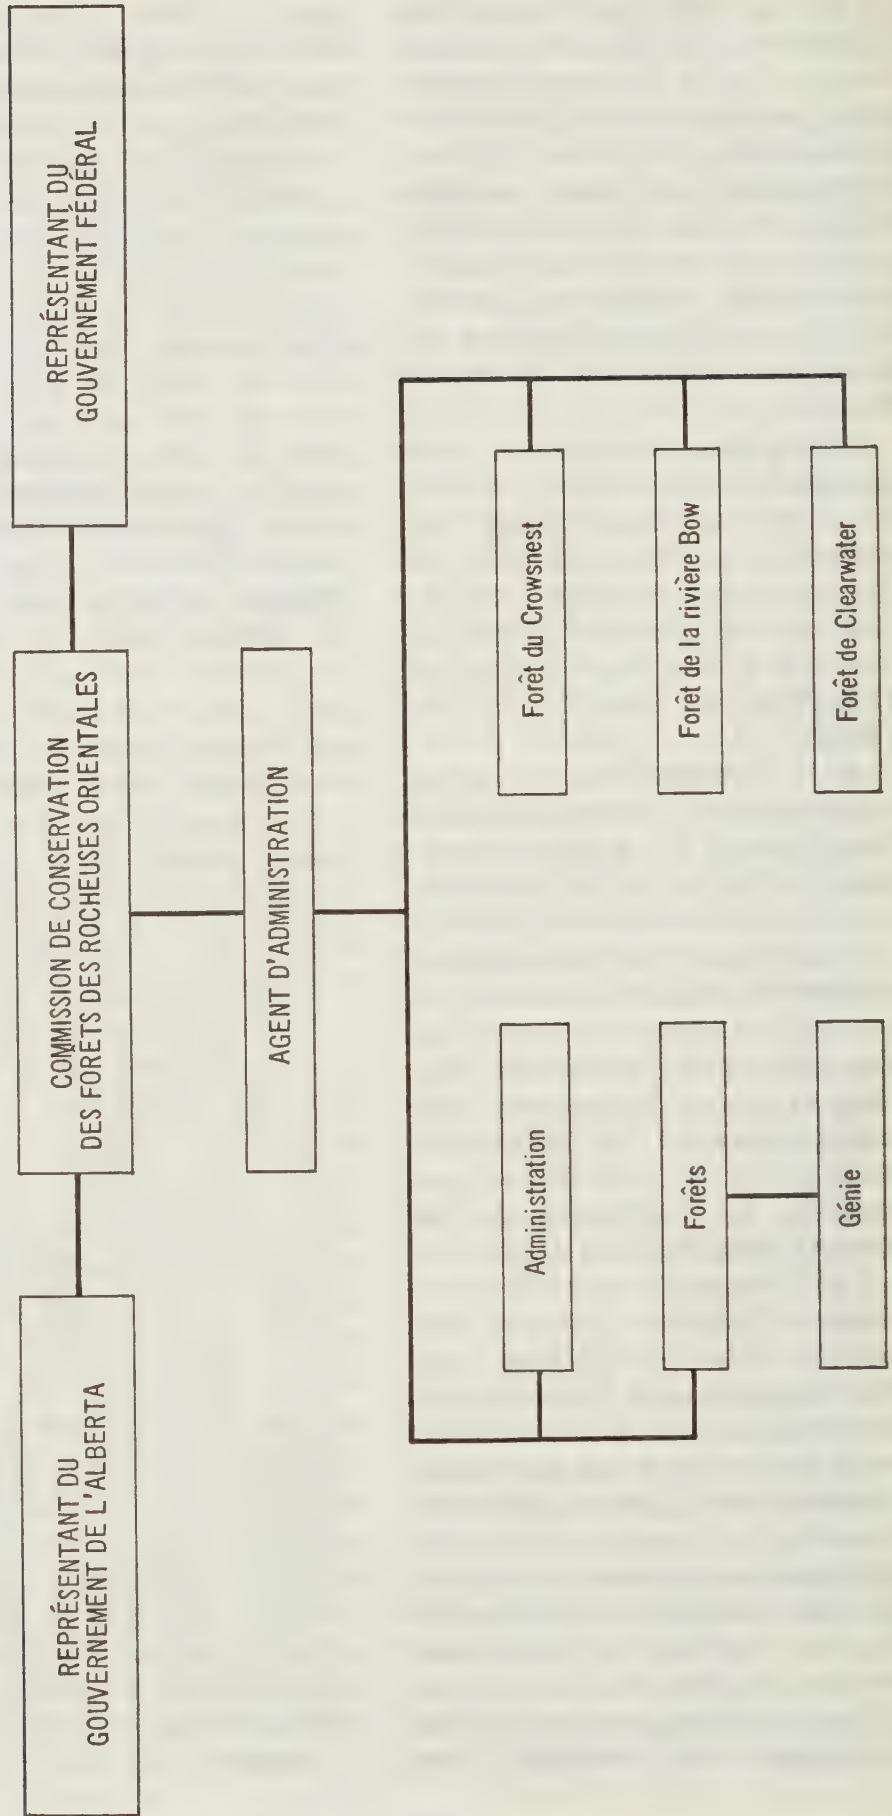 REPRÉSENTANT DU
GOUVERNEMENT DE L'ALBERTA
COMMISSION DE CONSERVATION
DES FORÊTS DES ROCHEUSES ORIENTALES
REPRÉSENTANT DU
GOUVERNEMENT FÉDÉRAL
AGENT D'ADMINISTRATION
Administration
Forêts
Génie
Forêt du Crowsnest
Forêt de la rivière Bow
Forêt de Clearwater